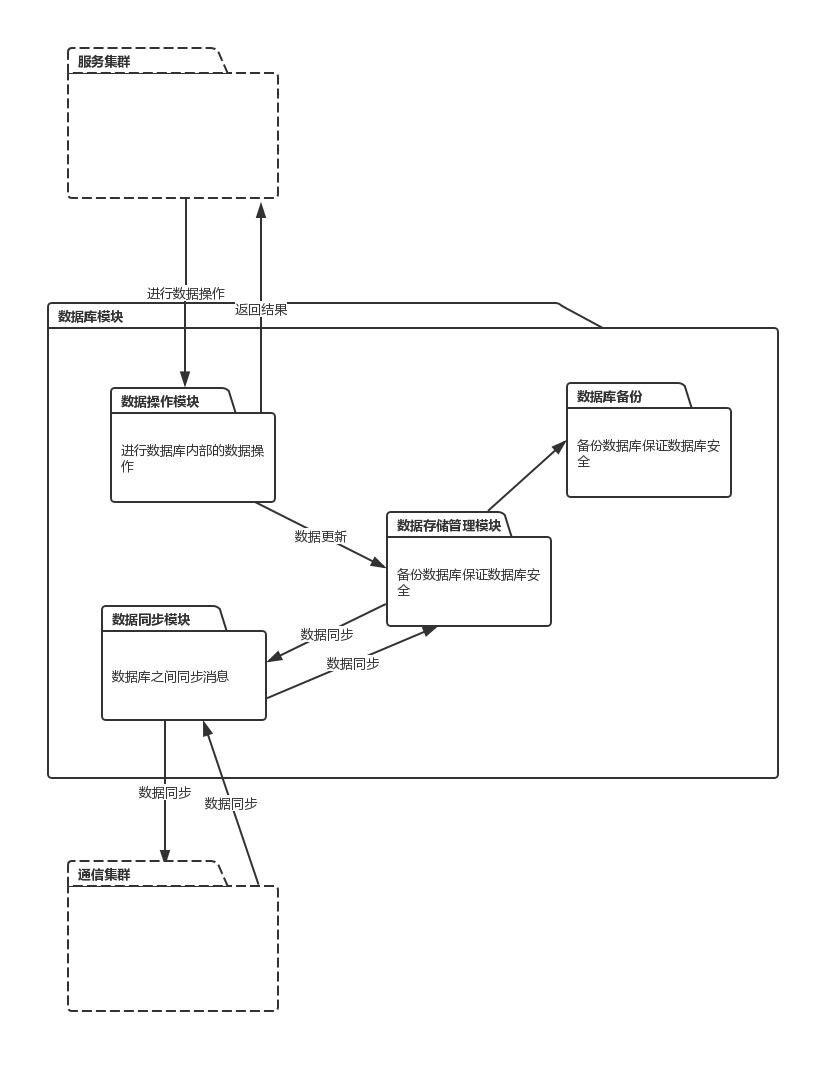 服务集群
进行数据操作
返回结果
数据库模块
数据操作模块
进行数据库内部的数据操
作
数据库备份
备份数据库保证数据库安
全
数据更新
数据存储管理模块
备份数据库保证数据库安
全
数据同步模块
数据库之间同步消息
数据同步
数据同步
数据同步
数据同步
通信集群